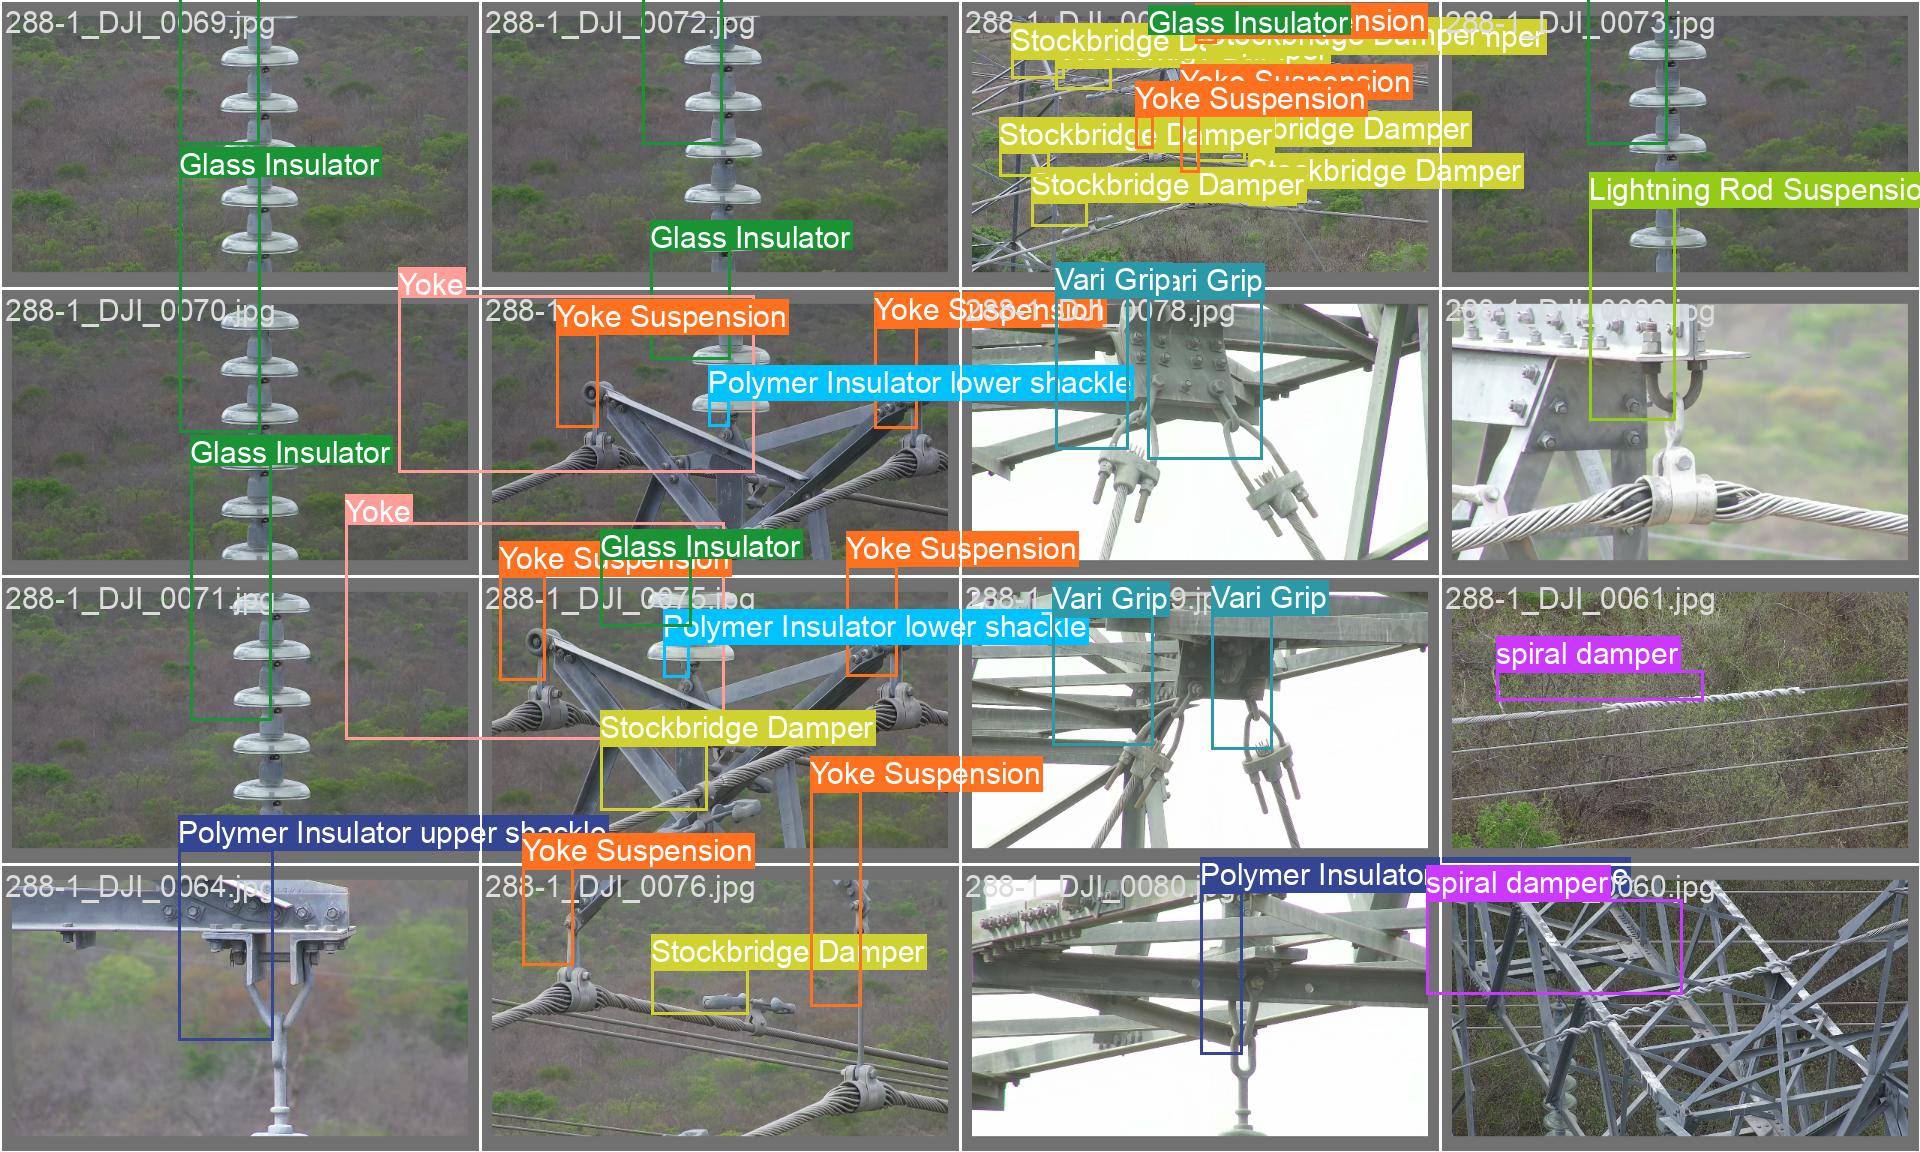 288-1_DJI_0069.jpg
288-1_DJI_0072.jpg
Glass Insulator
288-1_DJI_0073.jpg
Stockbridge
Stockbridge Damper
Yoke Suspension
Yoke Suspension
Stockbridge Damper
bridge Damper
Stockbridge Damper
Stockbridge Damper
Glass Insulator
Glass Insulator
Lightning Rod Suspensio
288-1_DJI_0070.jpg
Yoke
Yoke Suspension
Yoke Suspension
Vari Grip
ari Grip
0078.jpg
Polymer Insulator lower shackle
Glass Insulator
Yoke
288-1_DJI_0071.jpg
Yoke Suspension
Glass Insulator
Yoke Suspension
288-1_DJI_0075.jpg
Polymer Insulator lower shackle
Vari Grip
Vari Grip
288-1_DJI_0061.jpg
spiral damper
Stockbridge Damper
Yoke Suspension
Polymer Insulator upper shackle
Yoke Suspension
288-1_DJI_0064.jpg
288-1_DJI_0076.jpg
Stockbridge Damper
288-1_DJI_0080.jpg
Polymer Insulator
spiral damper
0060.jpg